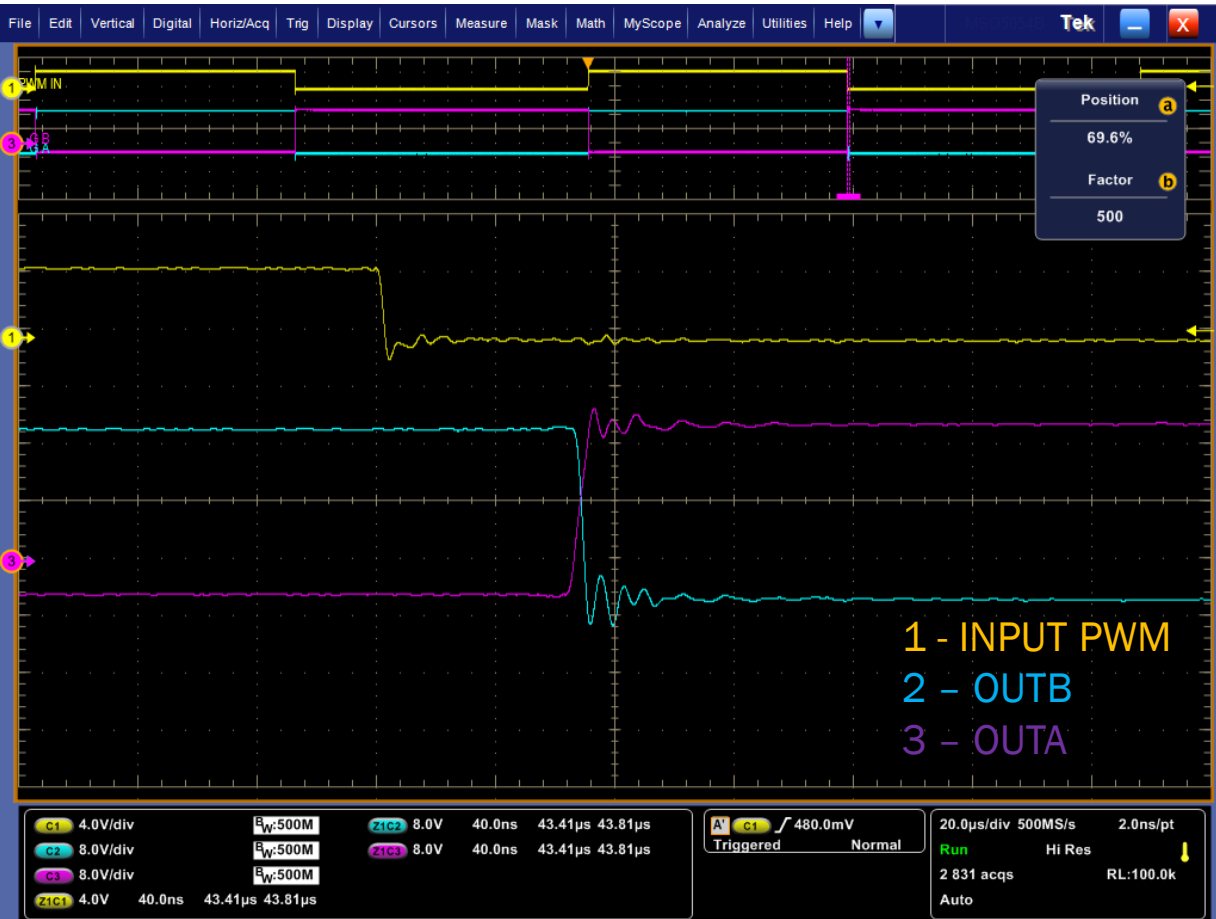 File Edit Vertical Digital Horiz/Acq Trig Display Cursors Measure Mask Math MyScope Analyze Utilities Help Tek X
PWM IN
1
3
G B
G A
Position a
69.6%
Factor b
500
1
3
1 - INPUT PWM
2 – OUTB
3 – OUTA
C1 4.0V/div BW:500M
C2 8.0V/div BW:500M
C3 8.0V/div BW:500M
Z1C1 4.0V 40.0ns 43.41µs 43.81µs
Z1C2 8.0V 40.0ns 43.41µs 43.81µs
Z1C3 8.0V 40.0ns 43.41µs 43.81µs
A' C1 480.0mV
Triggered Normal
20.0µs/div 500MS/s 2.0ns/pt
Run Hi Res
2 831 acqs RL:100.0k
Auto